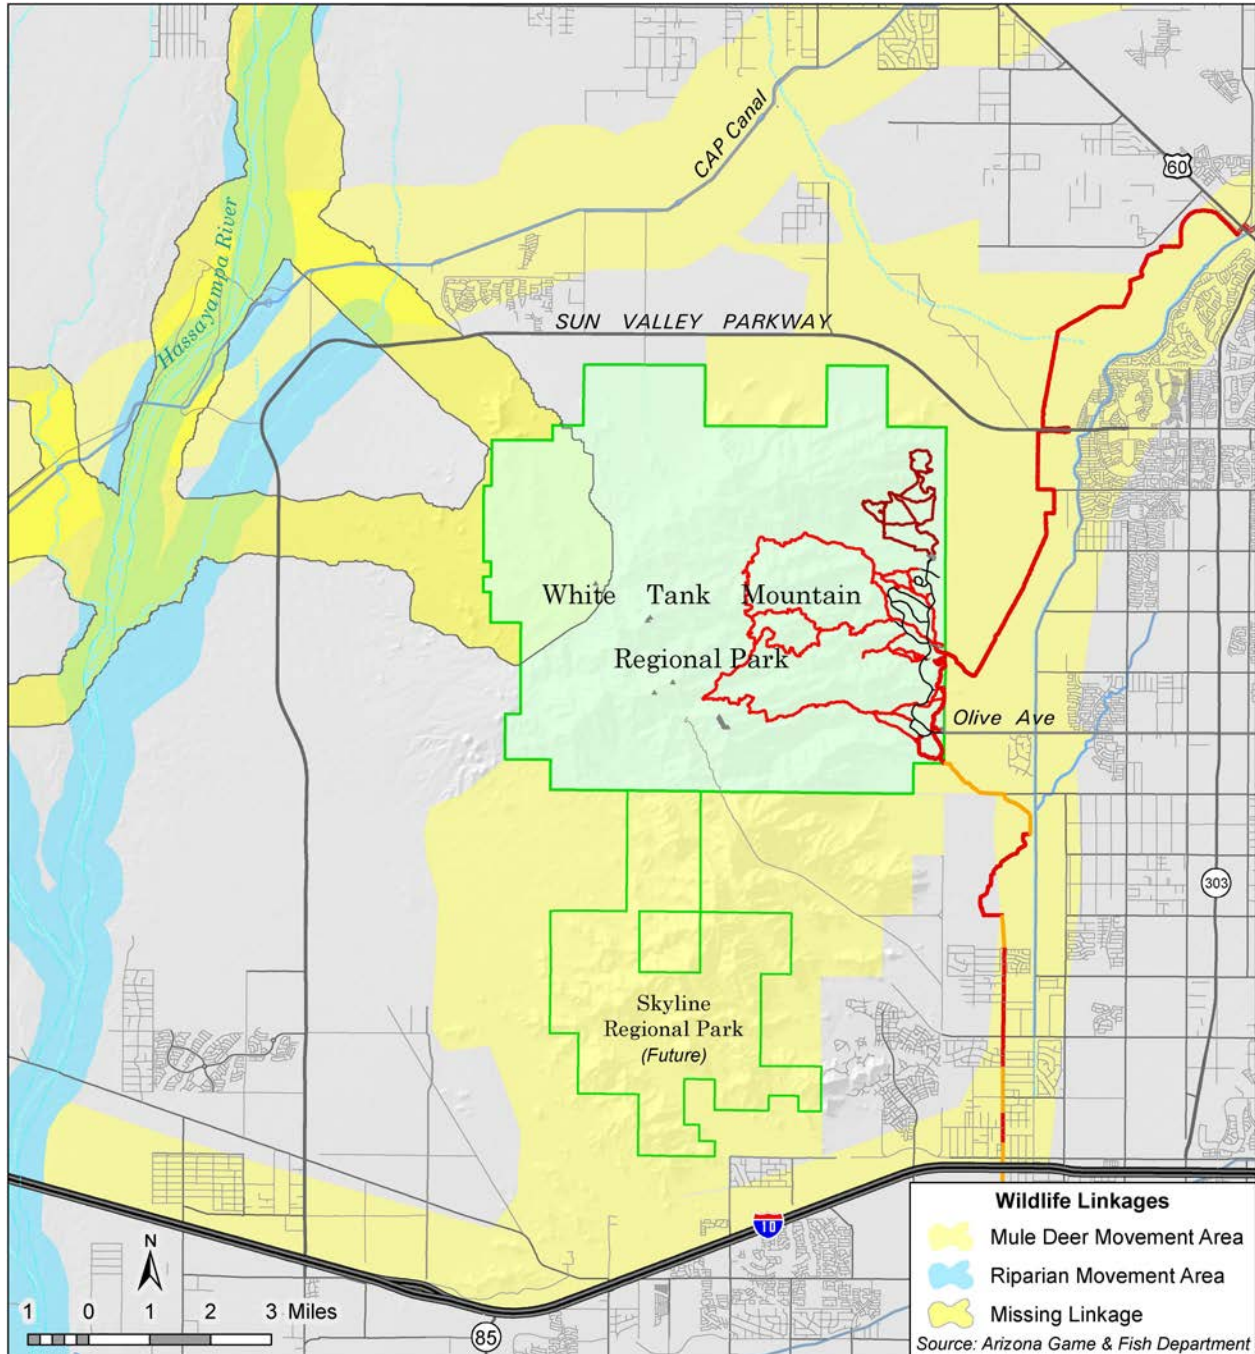 CAP Canal
60
Hassayampa River
SUN VALLEY PARKWAY
White Tank Mountain
Regional Park
Olive Ave
303
Skyline
Regional Park
(Future)
10
85
N
1 0 1 2 3 Miles
Wildlife Linkages
Mule Deer Movement Area
Riparian Movement Area
Missing Linkage
Source: Arizona Game & Fish Department